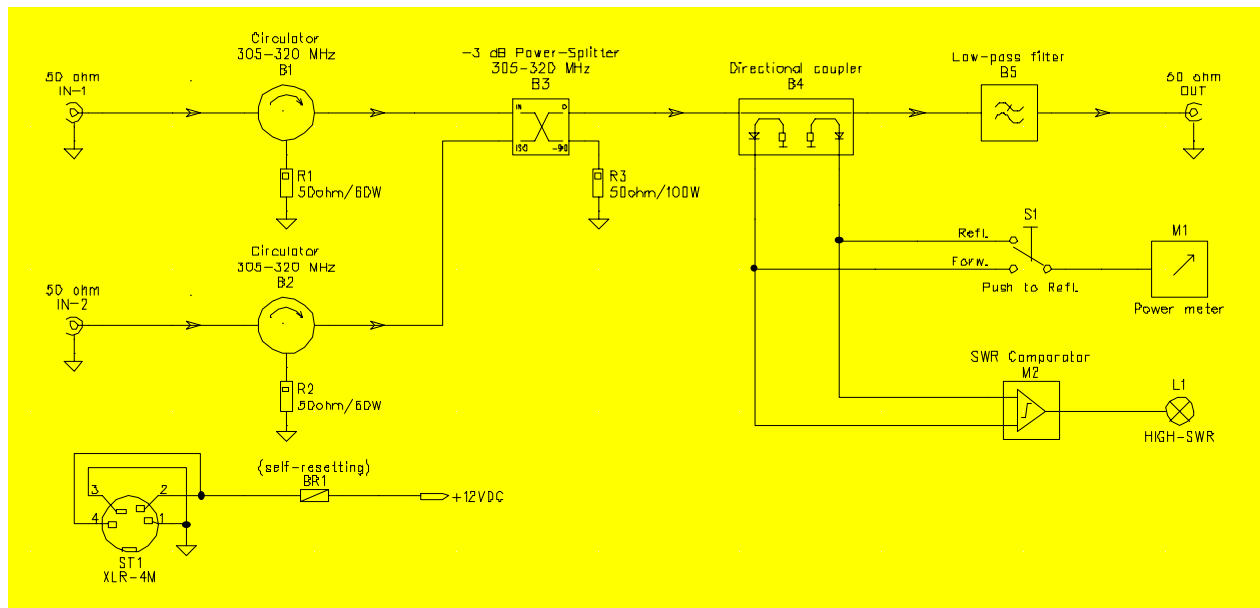 Circulator
305-320 MHz
B1
50 ohm
IN-1
R1
50ohm/60W
-3 dB Power-Splitter
305-320 MHz
B3
IN
0
ISO
-90
R3
50ohm/100W
Directional coupler
B4
Low-pass filter
B5
50 ohm
OUT
Circulator
305-320 MHz
B2
50 ohm
IN-2
R2
50ohm/60W
S1
Refl.
Forw.
Push to Refl.
M1
Power meter
SWR Comparator
M2
L1
HIGH-SWR
(self-resetting)
BR1
+12VDC
3
2
4
1
ST1
XLR-4M